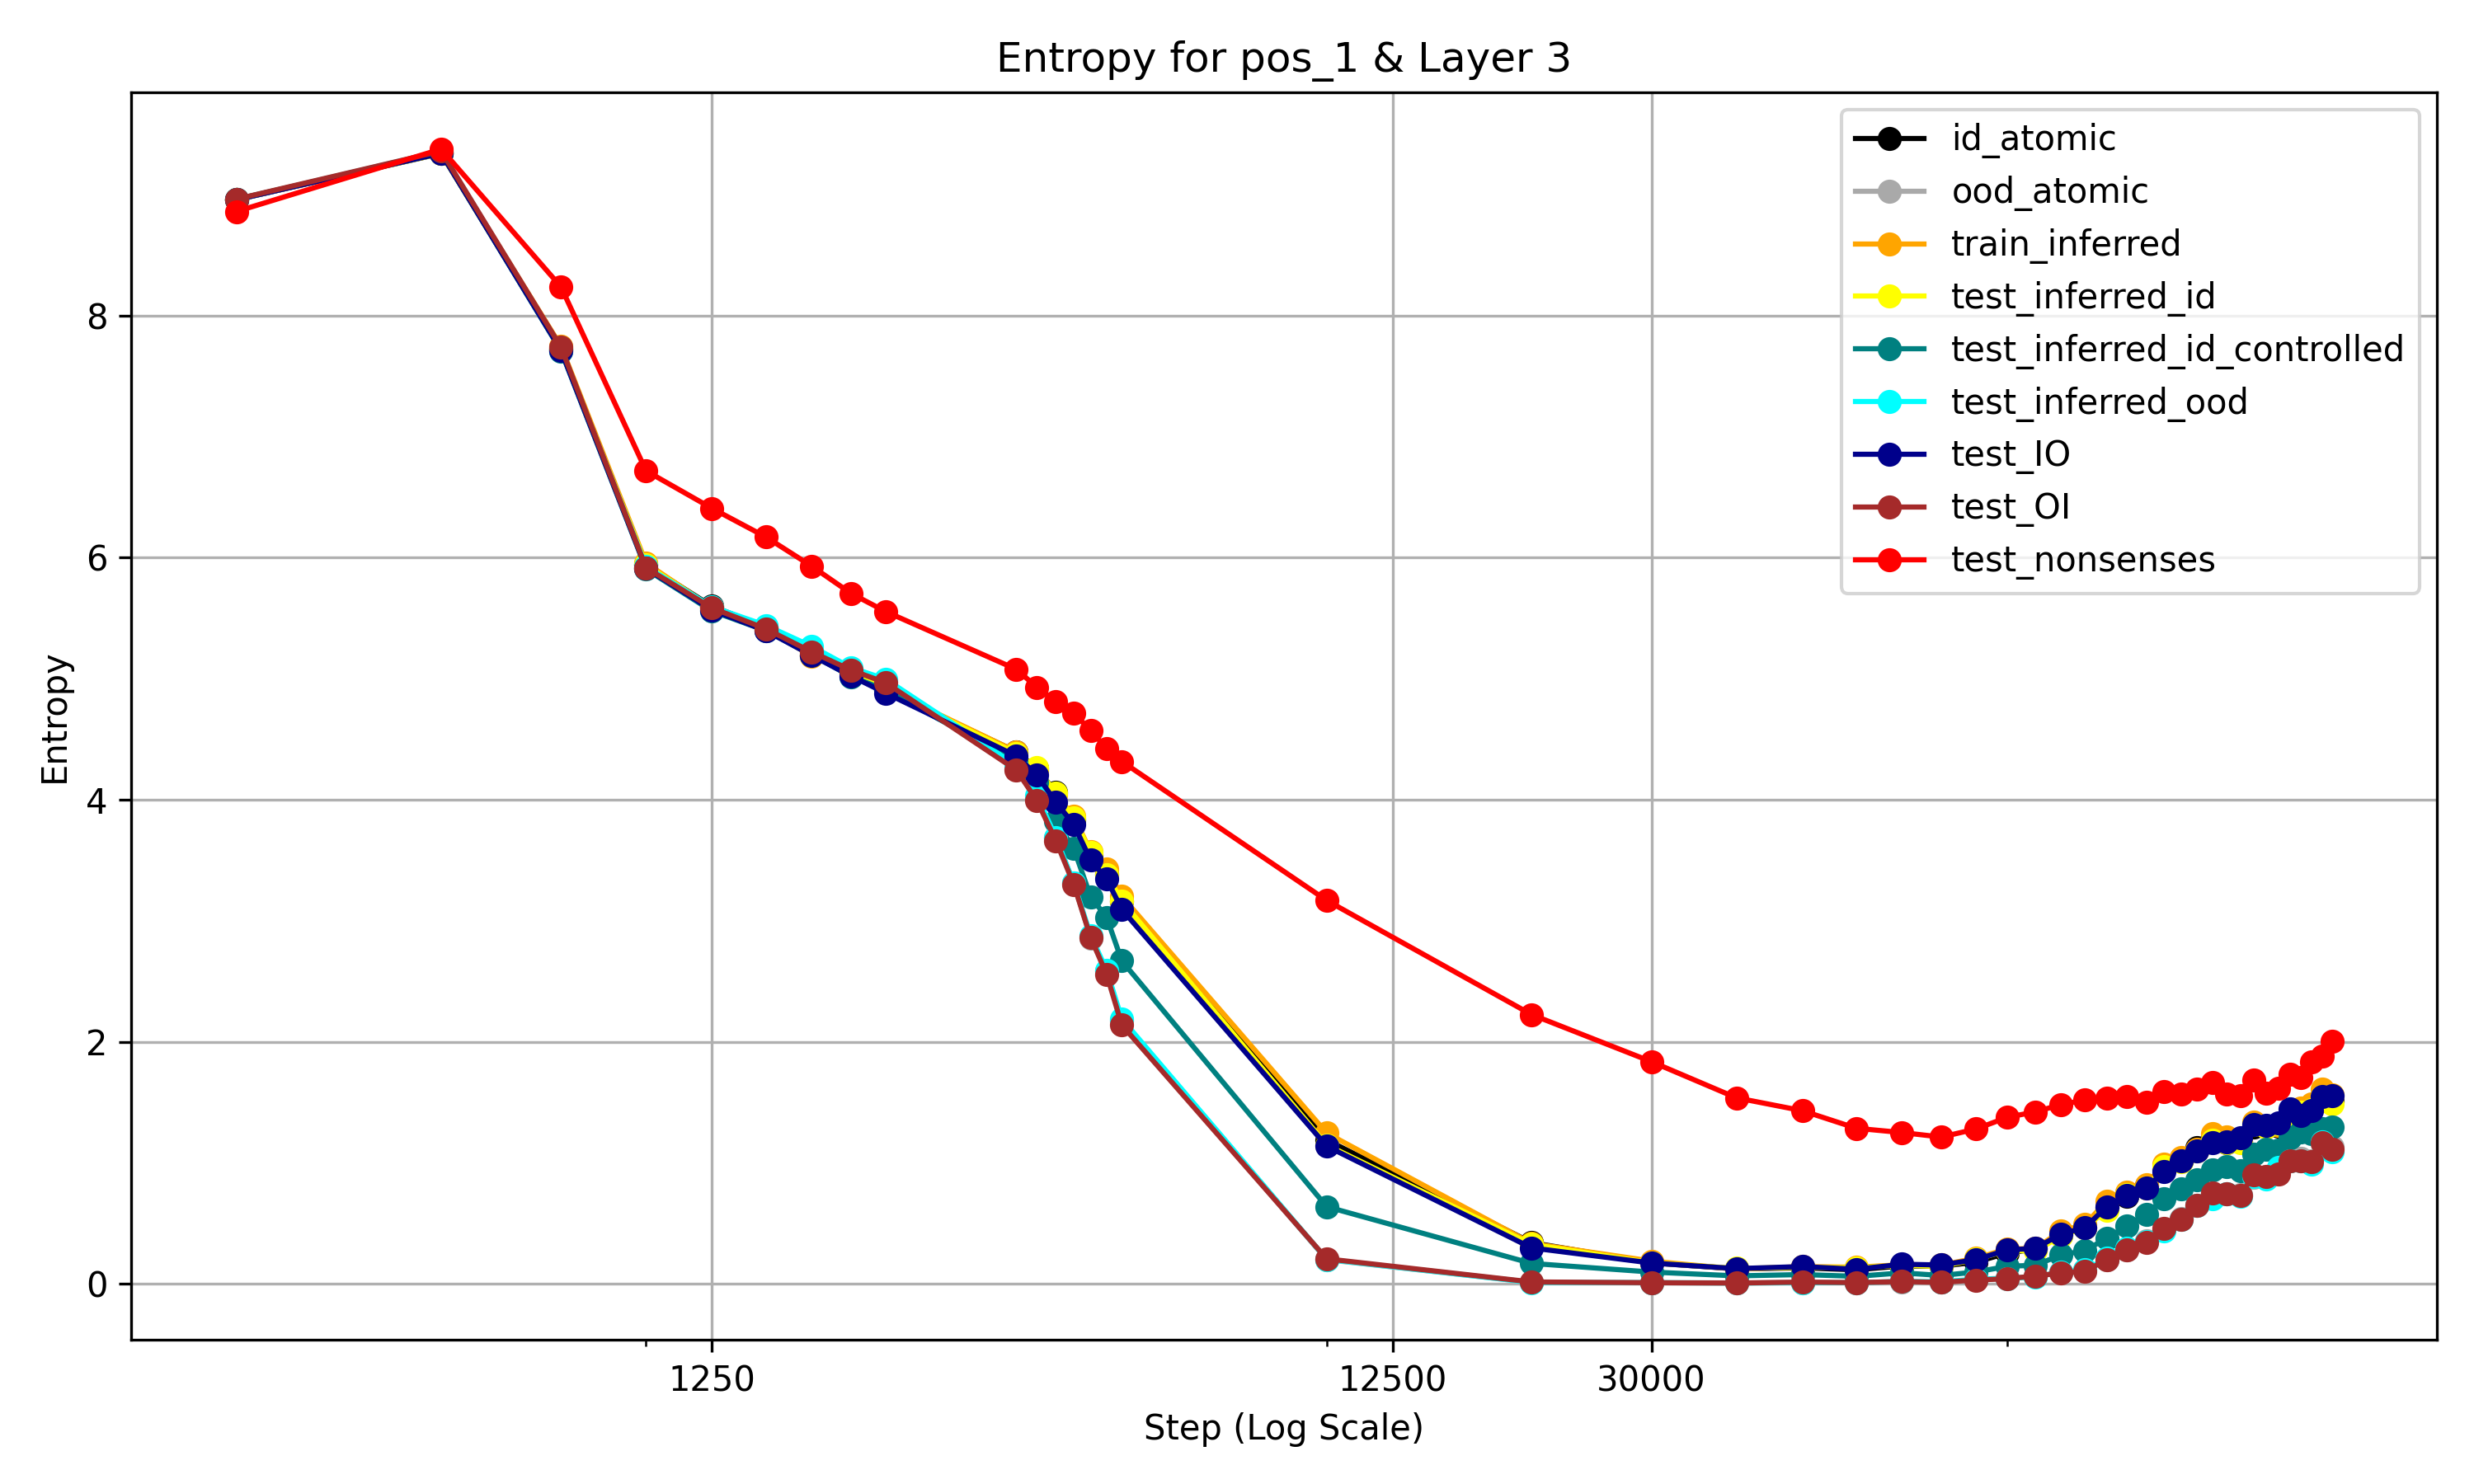 Entropy for pos_1 & Layer 3
id_atomic
ood_atomic
train_inferred
test_inferred_id
test_inferred_id_controlled
test_inferred_ood
test_IO
test_OI
test_nonsenses
Entropy
8
6
4
2
0
1250
12500
30000
Step (Log Scale)